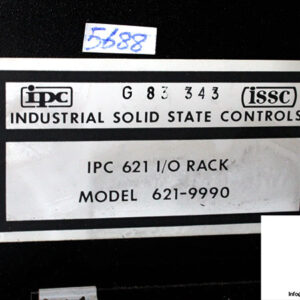 5688
ipc G 83 343 issc
INDUSTRIAL SOLID STATE CONTROLS
IPC 621 I/O RACK
MODEL 621-9990